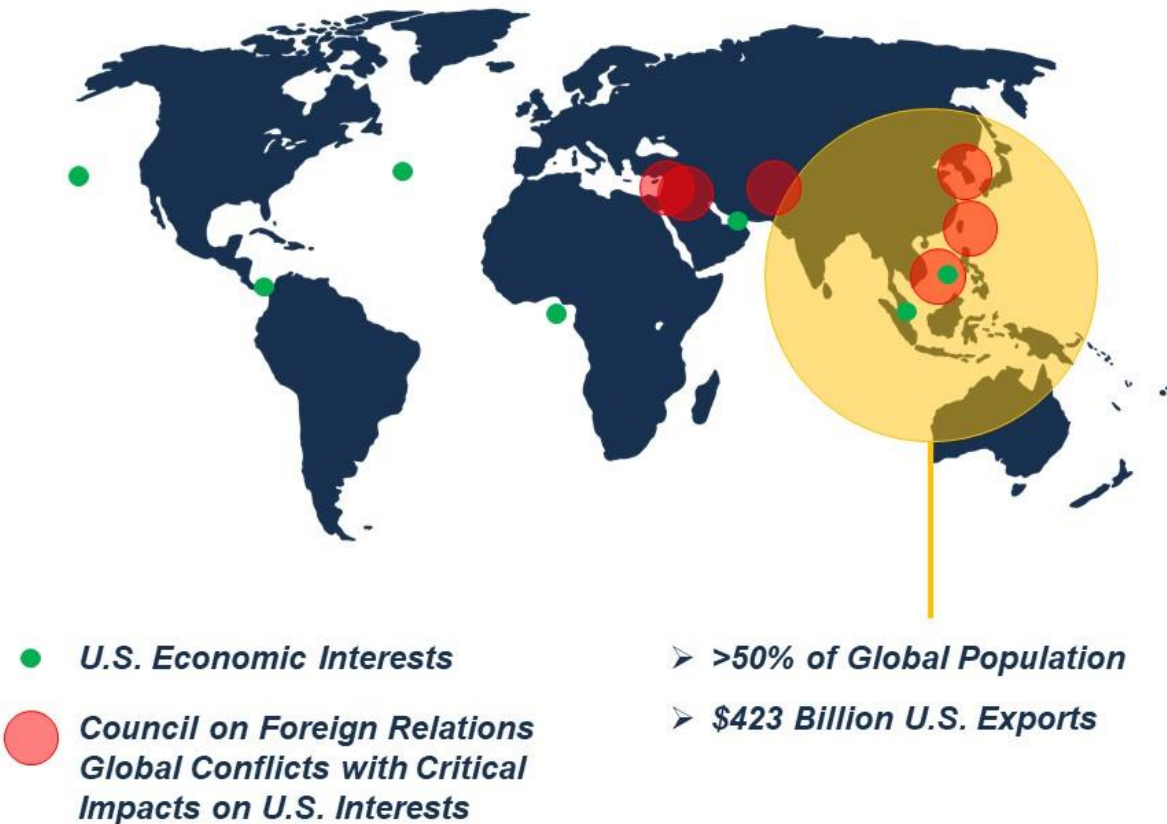 U.S. Economic Interests
Council on Foreign Relations
Global Conflicts with Critical
Impacts on U.S. Interests
➢ >50% of Global Population
➢ $423 Billion U.S. Exports